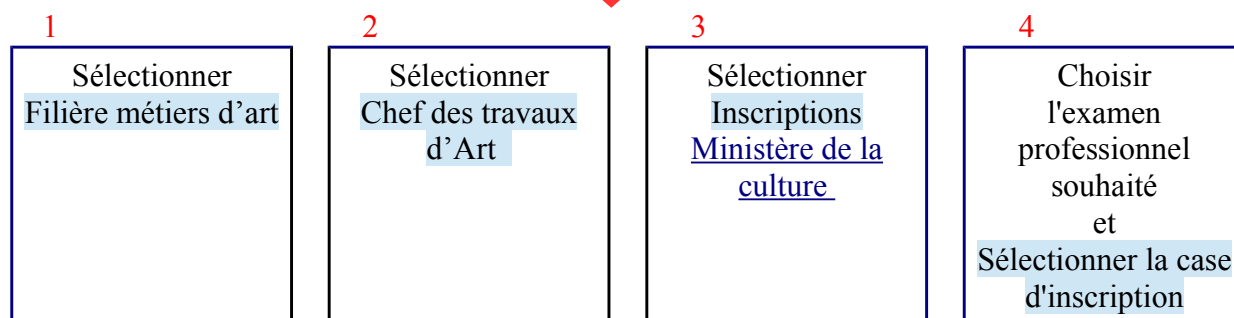 1
Sélectionner
Filière métiers d’art
2
Sélectionner
Chef des travaux
d’Art
3
Sélectionner
Inscriptions
Ministère de la
culture
4
Choisir
l'examen
professionnel
souhaité
et
Sélectionner la case
d'inscription